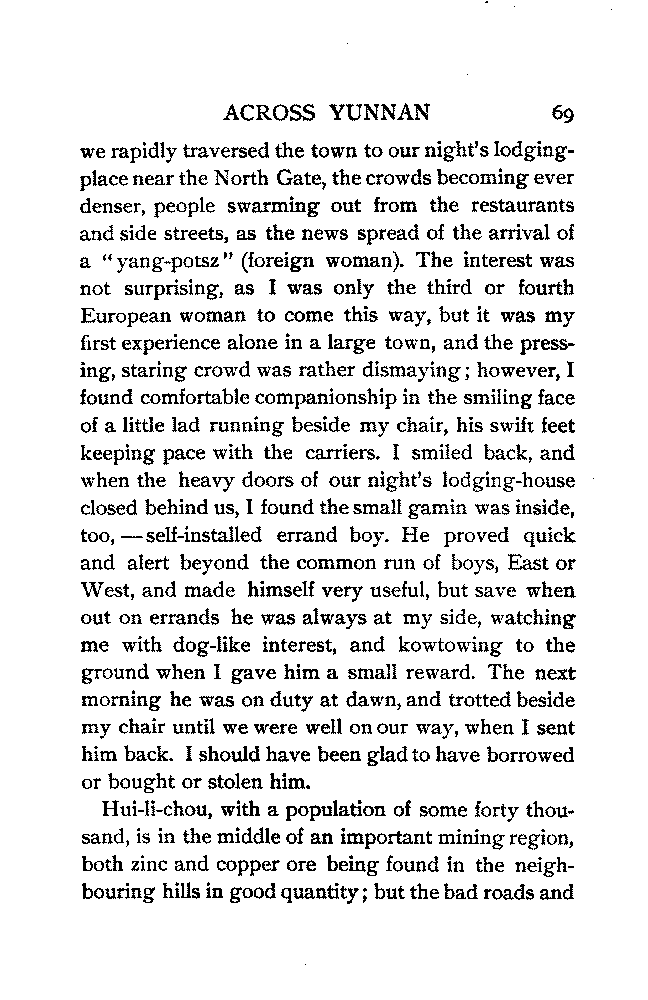 ACROSS YUNNAN 69
we rapidly traversed the town to our night's lodging-
place near the North Gate, the crowds becoming ever
denser, people swarming out from the restaurants
and side streets, as the news spread of the arrival of
a "yang-potsz" (foreign woman). The interest was
not surprising, as I was only the third or fourth
European woman to come this way, but it was my
first experience alone in a large town, and the press-
ing, staring crowd was rather dismaying; however, I
found comfortable companionship in the smiling face
of a little lad running beside my chair, his swift feet
keeping pace with the carriers. I smiled back, and
when the heavy doors of our night's lodging-house
closed behind us, I found the small gamin was inside,
too, — self-installed errand boy. He proved quick
and alert beyond the common run of boys, East or
West, and made himself very useful, but save when
out on errands he was always at my side, watching
me with dog-like interest, and kowtowing to the
ground when I gave him a small reward. The next
morning he was on duty at dawn, and trotted beside
my chair until we were well on our way, when I sent
him back. I should have been glad to have borrowed
or bought or stolen him.
Hui-li-chou, with a population of some forty thou-
sand, is in the middle of an important mining region,
both zinc and copper ore being found in the neigh-
bouring hills in good quantity; but the bad roads and